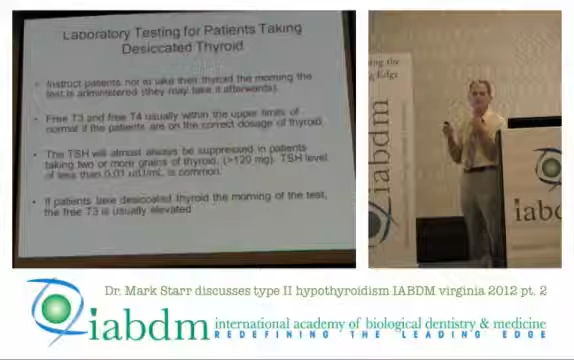 Laboratory Testing for Patients Taking
Desiccated Thyroid
Instruct patients not to take their thyroid the morning the
test is administered (they may take it afterwards).
Free T3 and free T4 usually within the upper limits of
normal if the patients are on the correct dosage of thyroid.
The TSH will almost always be suppressed in patients
taking two or more grains of thyroid. (>120 mg). TSH level
of less than 0.01 uIU/mL is common.
If patients take desiccated thyroid the morning of the test,
the free T3 is usually elevated
ing the
g Edge
iabdm
iabd
Dr. Mark Starr discusses type II hypothyroidism IABDM virginia 2012 pt. 2
iabdm international academy of biological dentistry & medicine
REDEFINING THE LEADING EDGE